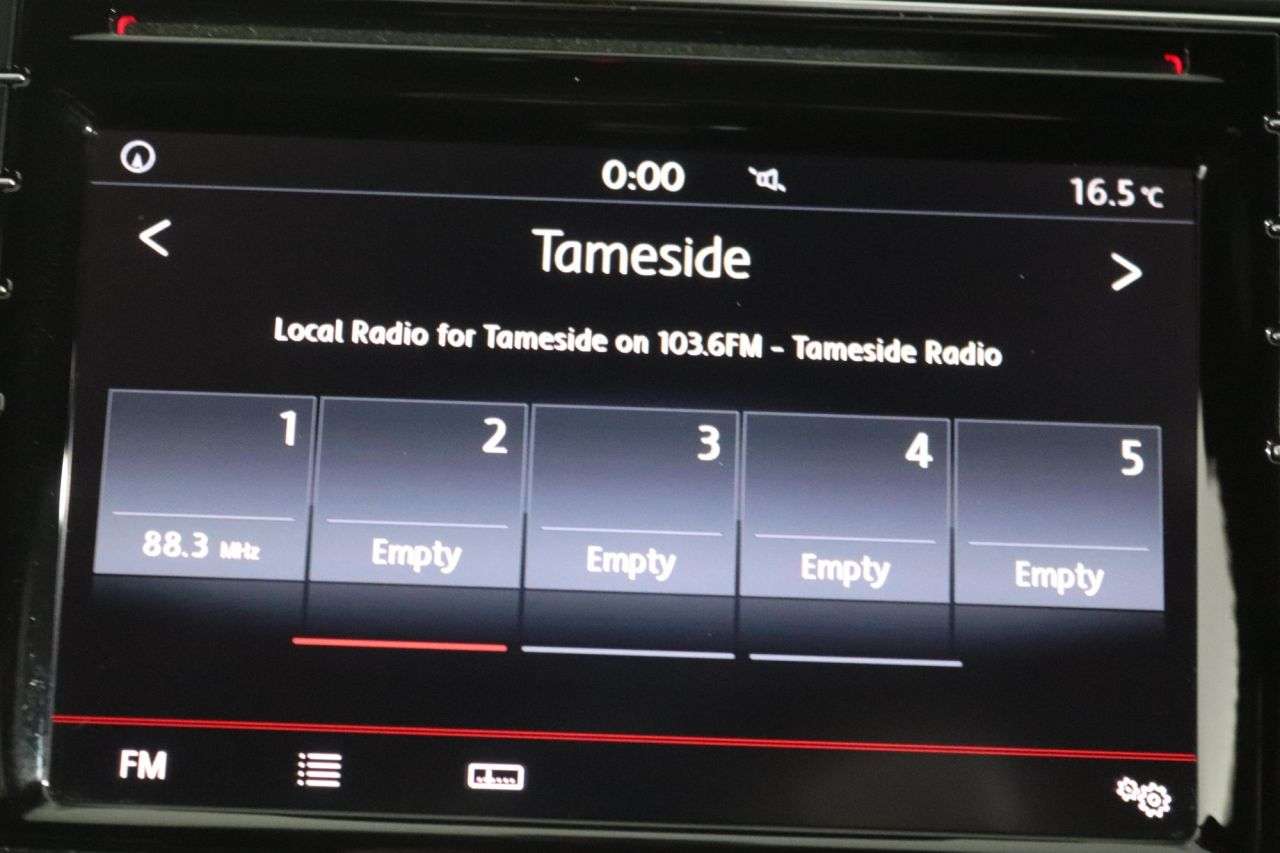 0:00
16.5 °C
< Tameside >
Local Radio for Tameside on 103.6FM - Tameside Radio
1 2 3 4 5
88.3 MHz Empty Empty Empty Empty
FM